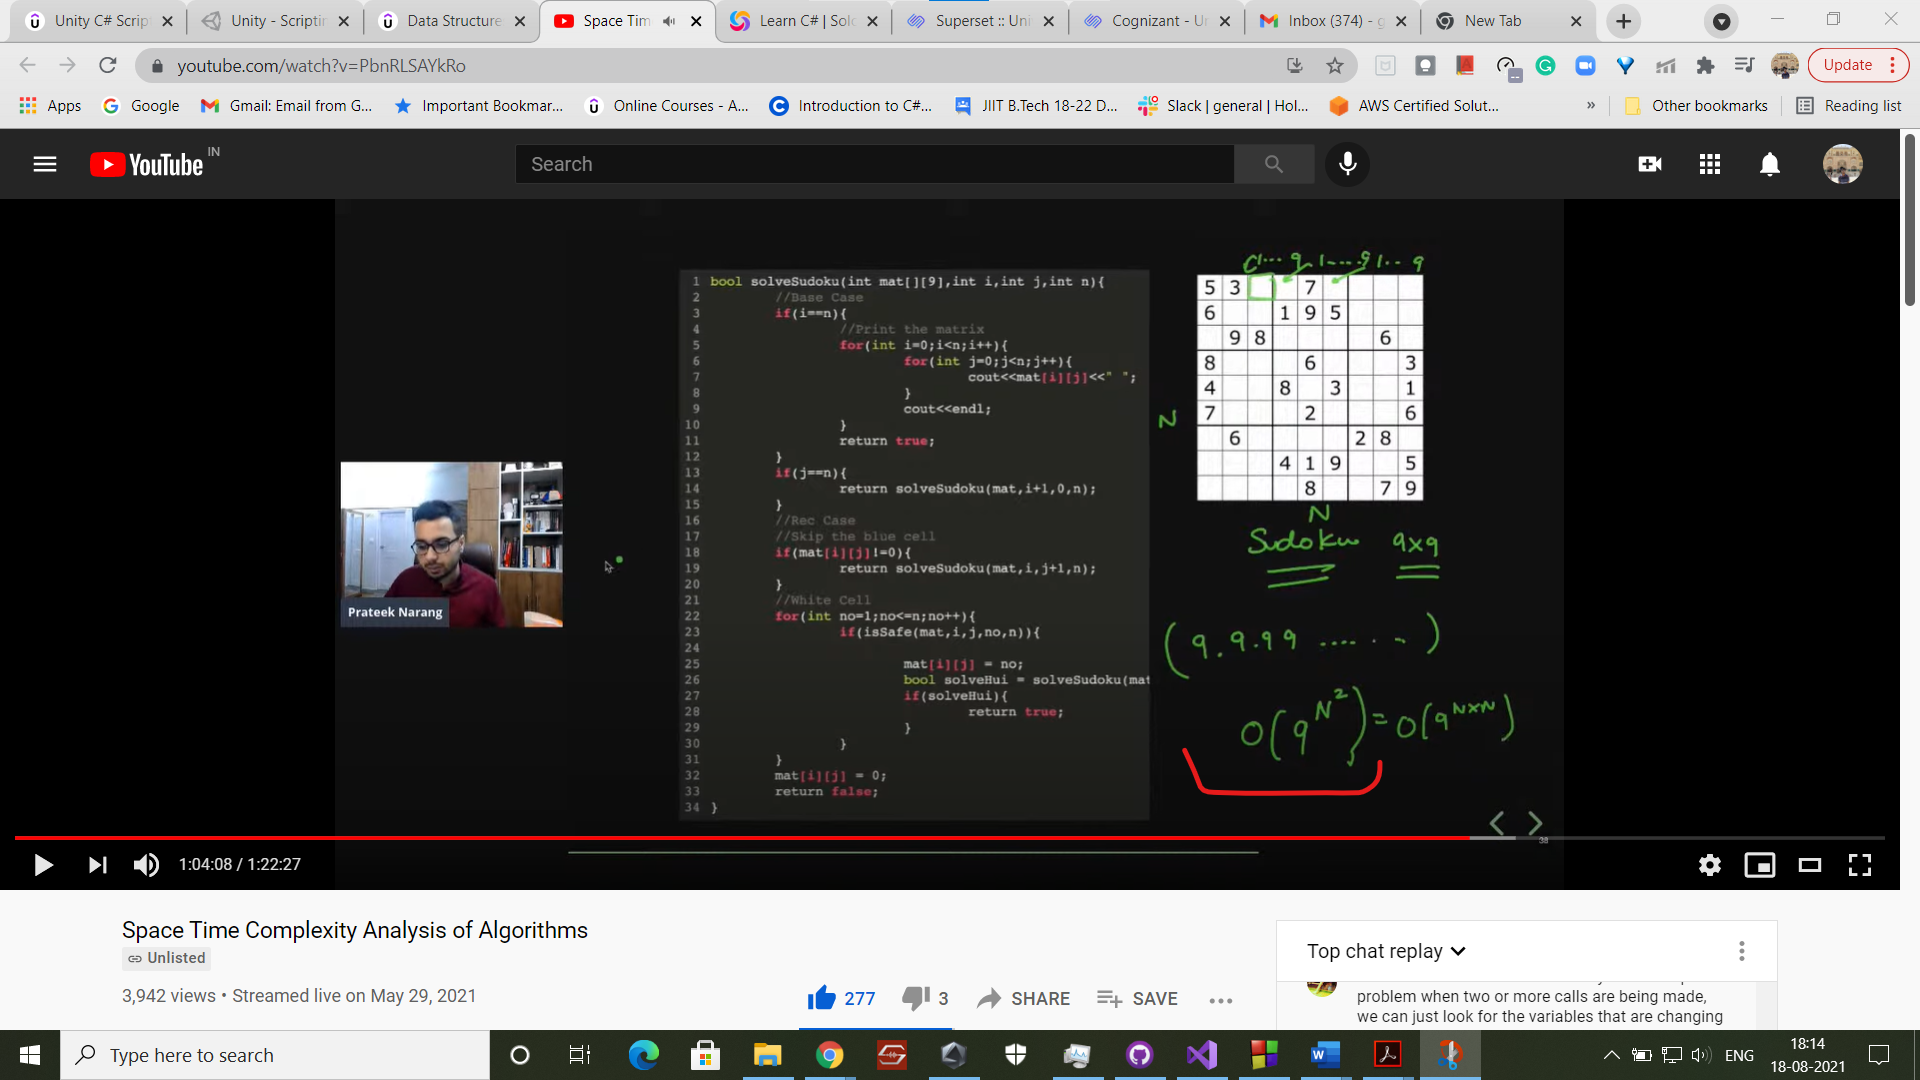 Unity C# Scrip
Unity - Scriptin
Data Structure
Space Tim
Learn C# | Solo
Superset :: Uni
Cognizant - Un
Inbox (374) - g
New Tab
youtube.com/watch?v=PbnRLSAYkRo
Update
Apps
Google
Gmail: Email from G...
Important Bookmar...
Online Courses - A...
Introduction to C#...
JIIT B.Tech 18-22 D...
Slack | general | Hol...
AWS Certified Solut...
»
Other bookmarks
Reading list
YouTube IN
Search
1 bool solveSudoku(int mat[][9],int i,int j,int n){
2 //Base Case
3 if(i==n){
4 //Print the matrix
5 for(int i=0;i<n;i++){
6 for(int j=0;j<n;j++){
7 cout<<mat[i][j]<<" ";
8 }
9 cout<<endl;
10 }
11 return true;
12 }
13 if(j==n){
14 return solveSudoku(mat,i+1,0,n);
15 }
16 //Rec Case
17 //Skip the blue cell
18 if(mat[i][j]!=0){
19 return solveSudoku(mat,i,j+1,n);
20 }
21 //White Cell
22 for(int no=1;no<=n;no++){
23 if(isSafe(mat,i,j,no,n)){
24
25 mat[i][j] = no;
26 bool solveHui = solveSudoku(mat
27 if(solveHui){
28 return true;
29 }
30 }
31 }
32 mat[i][j] = 0;
33 return false;
34 }
1... 9 1....9 1.. 9
5 3 7
6 1 9 5
9 8 6
8 6 3
4 8 3 1
7 2 6
6 2 8
4 1 9 5
8 7 9
N
N
Sudoku 9x9
(9.9.99 ......)
O(9^N^2) = O(9^NxN)
Prateek Narang
38
1:04:08 / 1:22:27
Space Time Complexity Analysis of Algorithms
Unlisted
3,942 views • Streamed live on May 29, 2021
277
3
SHARE
SAVE
Top chat replay
problem when two or more calls are being made,
we can just look for the variables that are changing
Type here to search
ENG
18:14
18-08-2021